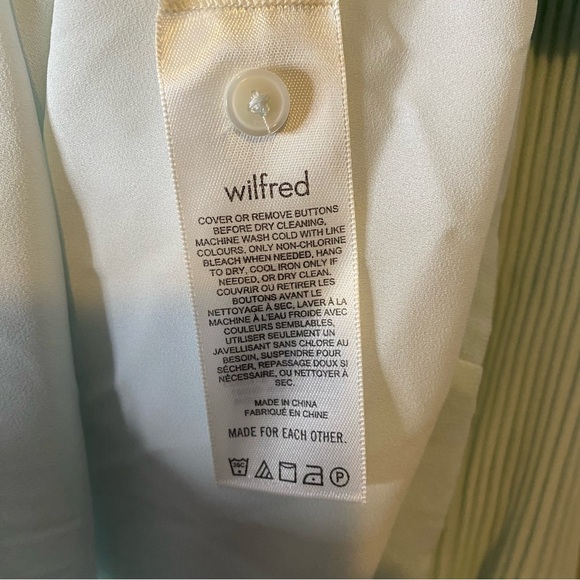 wilfred
COVER OR REMOVE BUTTONS
BEFORE DRY CLEANING,
MACHINE WASH COLD WITH LIKE
COLOURS, ONLY NON-CHLORINE
BLEACH WHEN NEEDED, HANG
TO DRY, COOL IRON ONLY IF
NEEDED, OR DRY CLEAN.
COUVRIR OU RETIRER LES
BOUTONS AVANT LE
NETTOYAGE À SEC, LAVER À LA
MACHINE À L'EAU FROIDE AVEC
COULEURS SEMBLABLES,
UTILISER SEULEMENT UN
JAVELLISANT SANS CHLORE AU
BESOIN, SUSPENDRE POUR
SÉCHER, REPASSAGE DOUX SI
NÉCESSAIRE, OU NETTOYER À
SEC.
MADE IN CHINA
FABRIQUÉ EN CHINE
MADE FOR EACH OTHER.
30C P